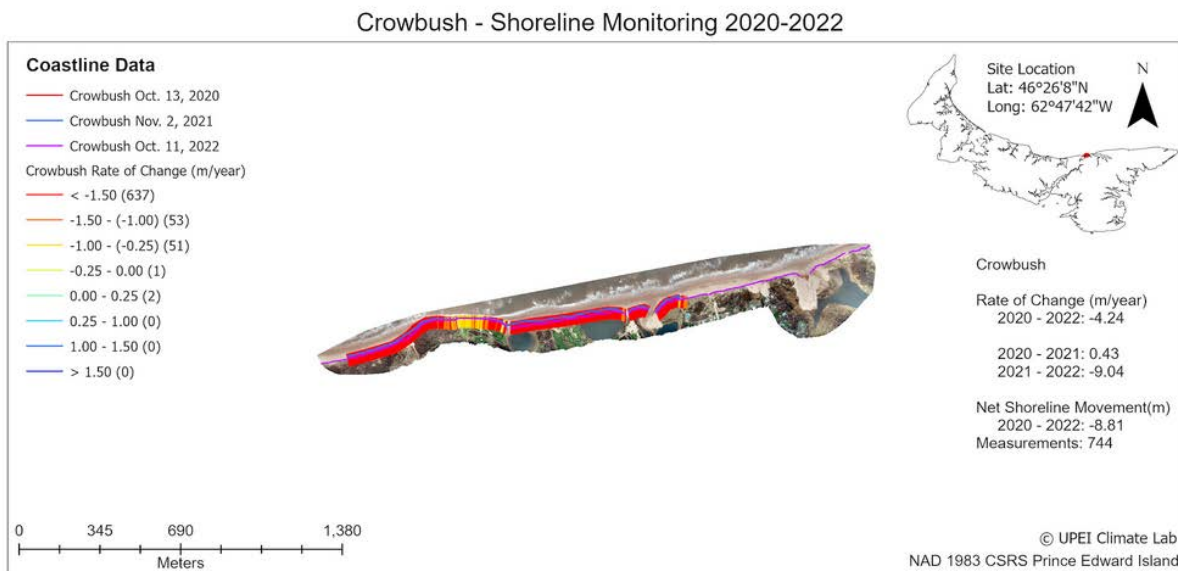 Crowbush - Shoreline Monitoring 2020-2022
Coastline Data
Crowbush Oct. 13, 2020
Crowbush Nov. 2, 2021
Crowbush Oct. 11, 2022
Crowbush Rate of Change (m/year)
< -1.50 (637)
-1.50 - (-1.00) (53)
-1.00 - (-0.25) (51)
-0.25 - 0.00 (1)
0.00 - 0.25 (2)
0.25 - 1.00 (0)
1.00 - 1.50 (0)
> 1.50 (0)
Site Location
Lat: 46°26'8"N
Long: 62°47'42"W
N
Crowbush
Rate of Change (m/year)
2020 - 2022: -4.24
2020 - 2021: 0.43
2021 - 2022: -9.04
Net Shoreline Movement(m)
2020 - 2022: -8.81
Measurements: 744
0 345 690 1,380
Meters
© UPEI Climate Lab
NAD 1983 CSRS Prince Edward Island